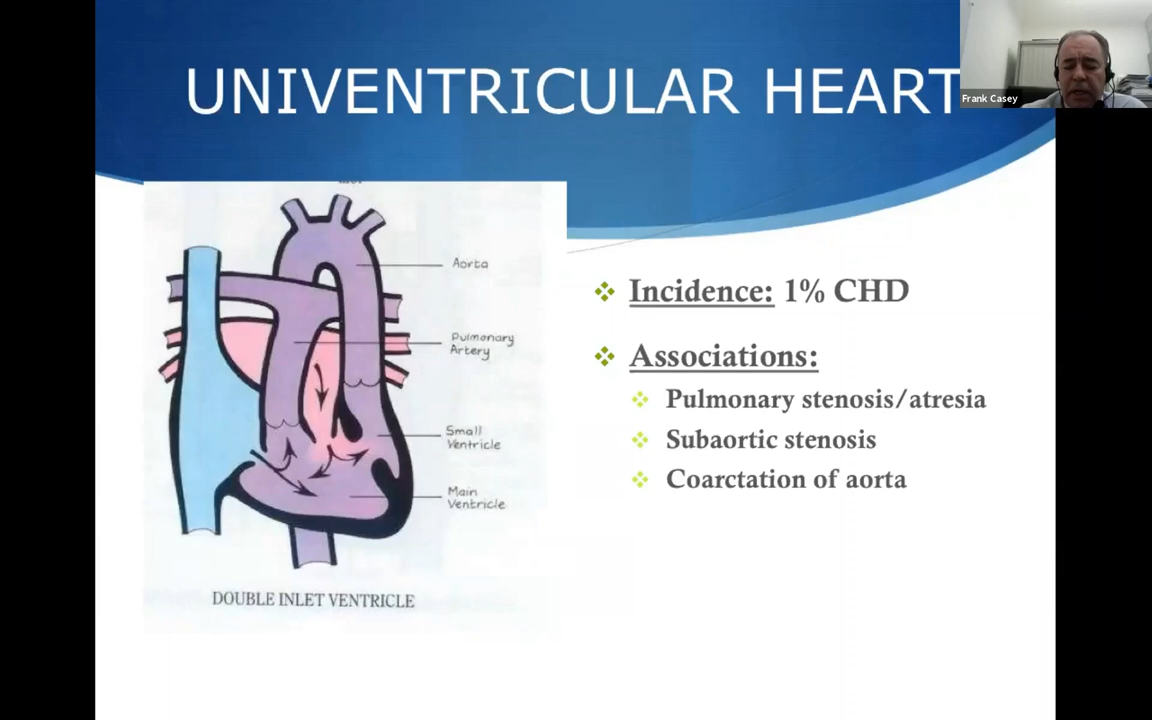 UNIVENTRICULAR HEART
Frank Casey
Aorta
Pulmonary
Artery
Small
Ventricle
Main
Ventricle
DOUBLE INLET VENTRICLE
Incidence: 1% CHD
Associations:
Pulmonary stenosis/atresia
Subaortic stenosis
Coarctation of aorta